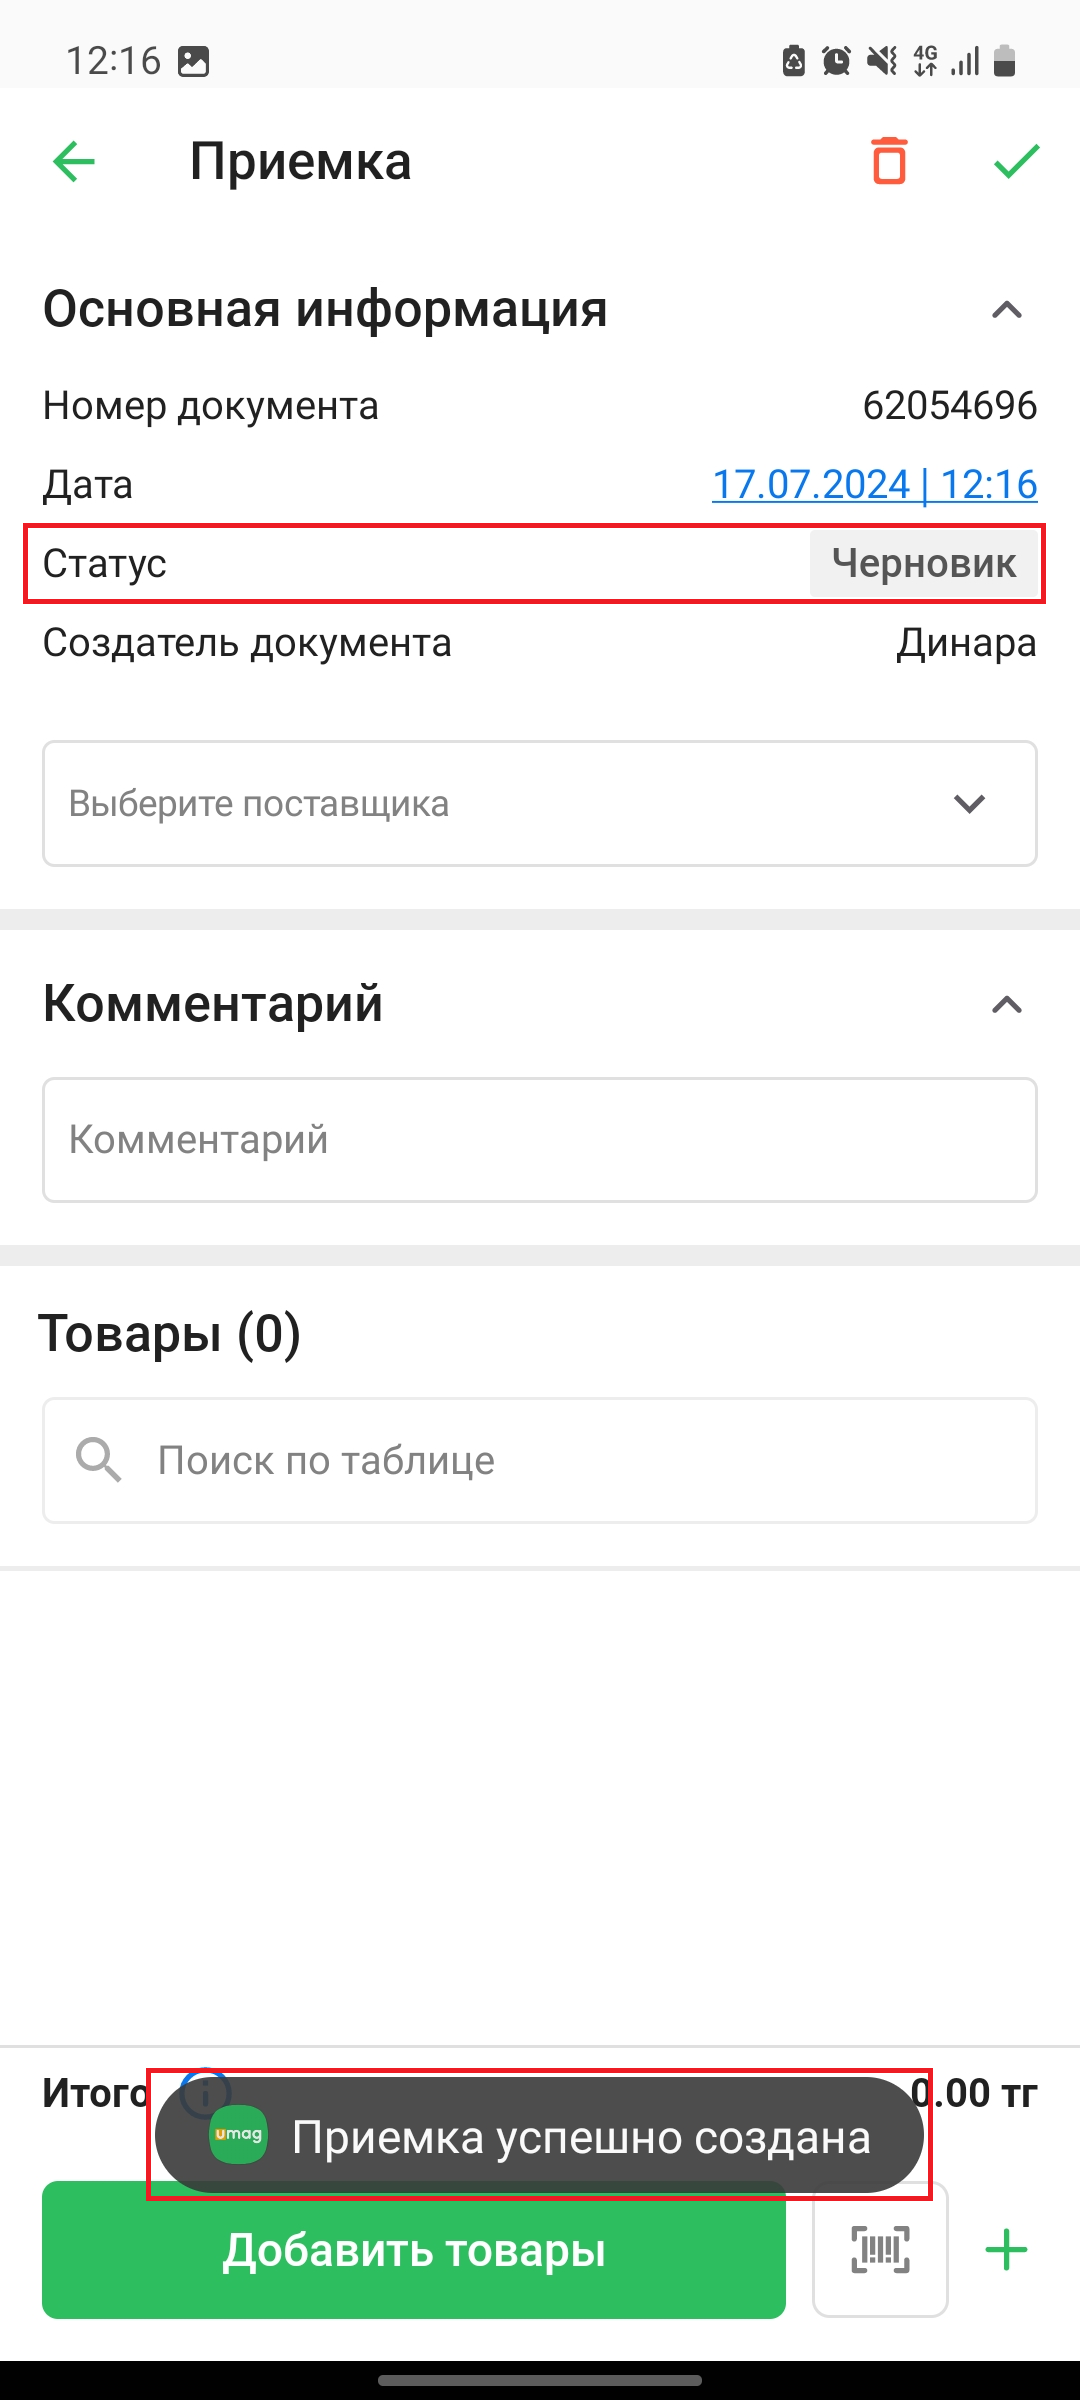 12:16 4G
Приемка
Основная информация
Номер документа 62054696
Дата 17.07.2024 | 12:16
Статус Черновик
Создатель документа Динара
Выберите поставщика
Комментарий
Комментарий
Товары (0)
Поиск по таблице
Итого 0.00 тг
umag Приемка успешно создана
Добавить товары